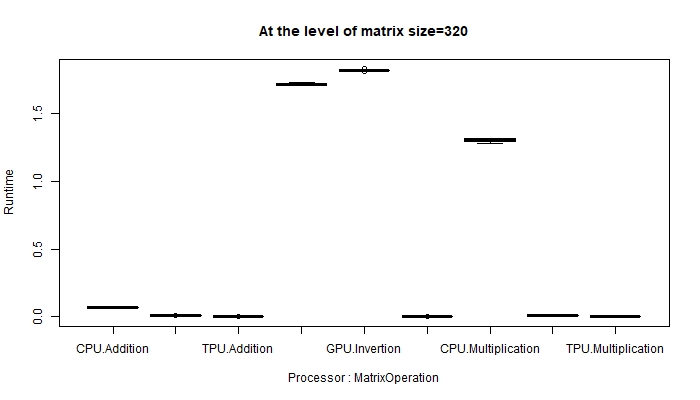 At the level of matrix size=320
Runtime
1.5
1.0
0.5
0.0
CPU.Addition TPU.Addition GPU.Invertion CPU.Multiplication TPU.Multiplication
Processor : MatrixOperation